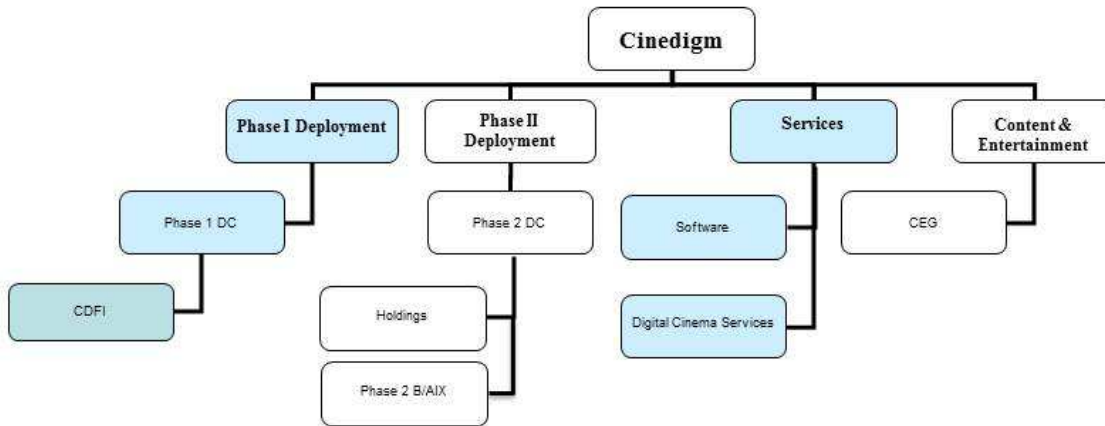 Cinedigm
Phase I Deployment
Phase II
Deployment
Services
Content &
Entertainment
Phase 1 DC
Phase 2 DC
Software
CEG
CDFI
Holdings
Digital Cinema Services
Phase 2 B/AIX